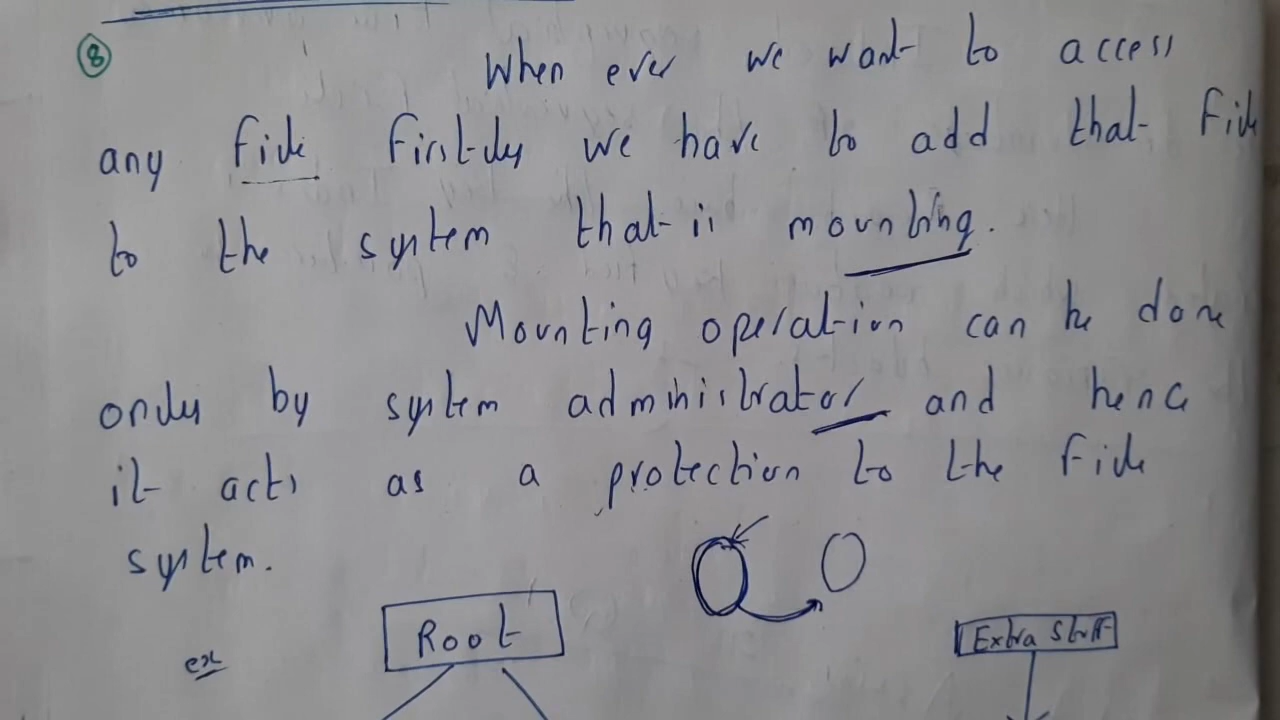 8
When ever we want to access
any file firstly we have to add that file
to the system that is mounting.
Mounting operation can be done
only by system administrator and hence
it acts as a protection to the file
system.
ex
Root
Extra Stuff